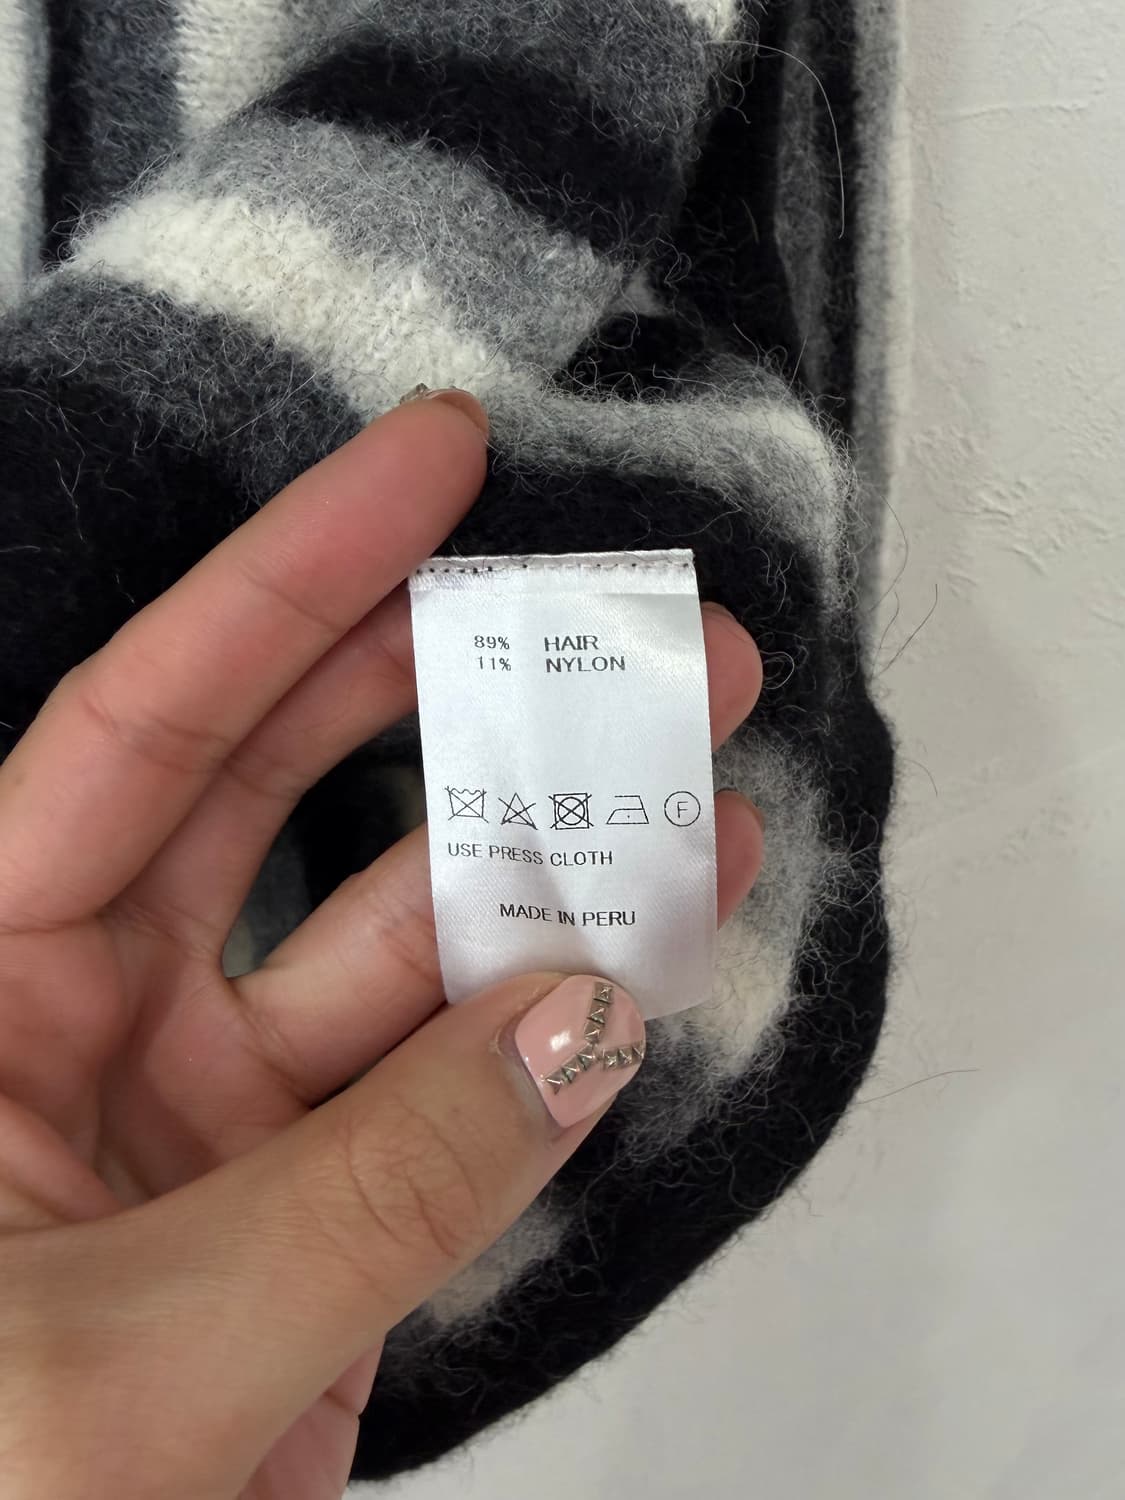 89% HAIR
11% NYLON
F
USE PRESS CLOTH
MADE IN PERU